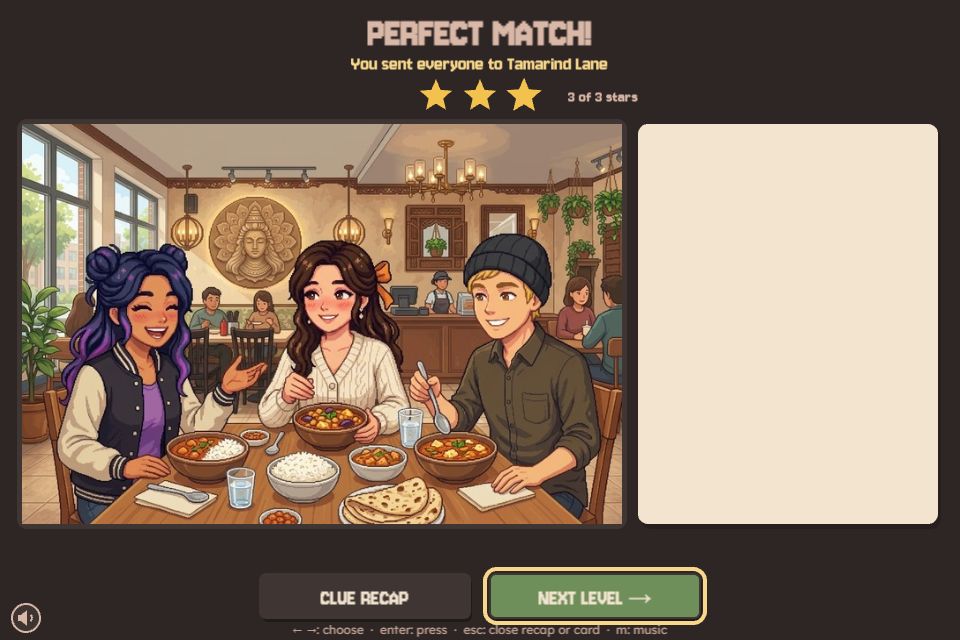 PERFECT MATCH!
You sent everyone to Tamarind Lane
3 of 3 stars
CLUE RECAP
NEXT LEVEL →
← →: choose · enter: press · esc: close recap or card · m: music